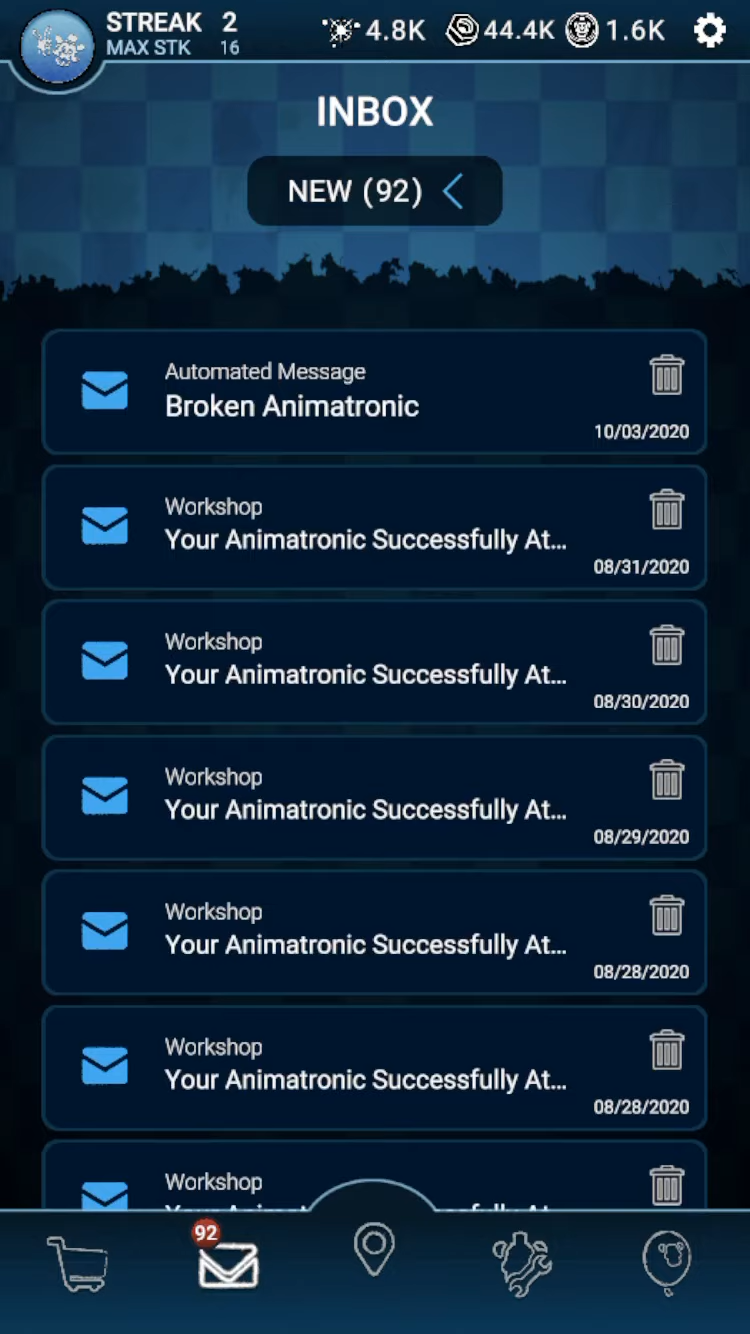 STREAK 2
MAX STK 16
4.8K
44.4K
1.6K
INBOX
NEW (92)
Automated Message
Broken Animatronic
10/03/2020
Workshop
Your Animatronic Successfully At...
08/31/2020
Workshop
Your Animatronic Successfully At...
08/30/2020
Workshop
Your Animatronic Successfully At...
08/29/2020
Workshop
Your Animatronic Successfully At...
08/28/2020
Workshop
Your Animatronic Successfully At...
08/28/2020
Workshop
92